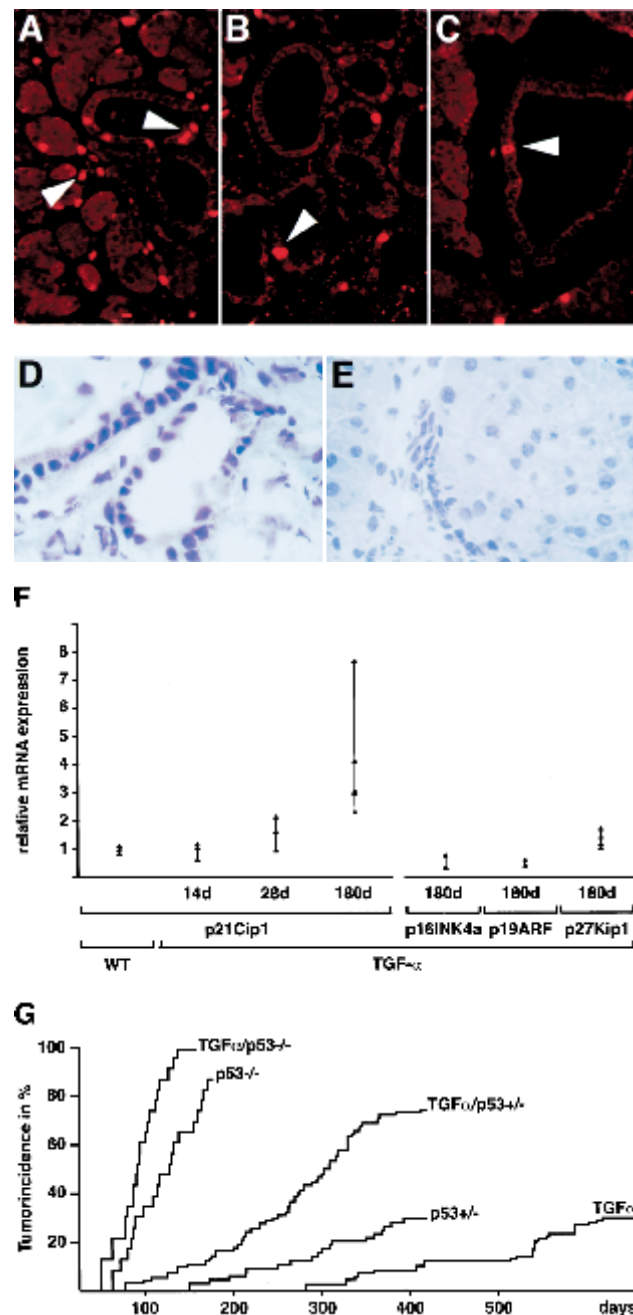 A B C
D E
F
relative mRNA expression
8
7
6
5
4
3
2
1
14d 28d 180d 180d 180d 180d
p21Cip1 p16INK4a p19ARF p27Kip1
WT TGF-α
G
Tumorincidence in %
100
80
60
40
20
TGFα/p53-/-
p53-/-
TGFα/p53+/-
p53+/-
TGFα
100 200 300 400 500 days